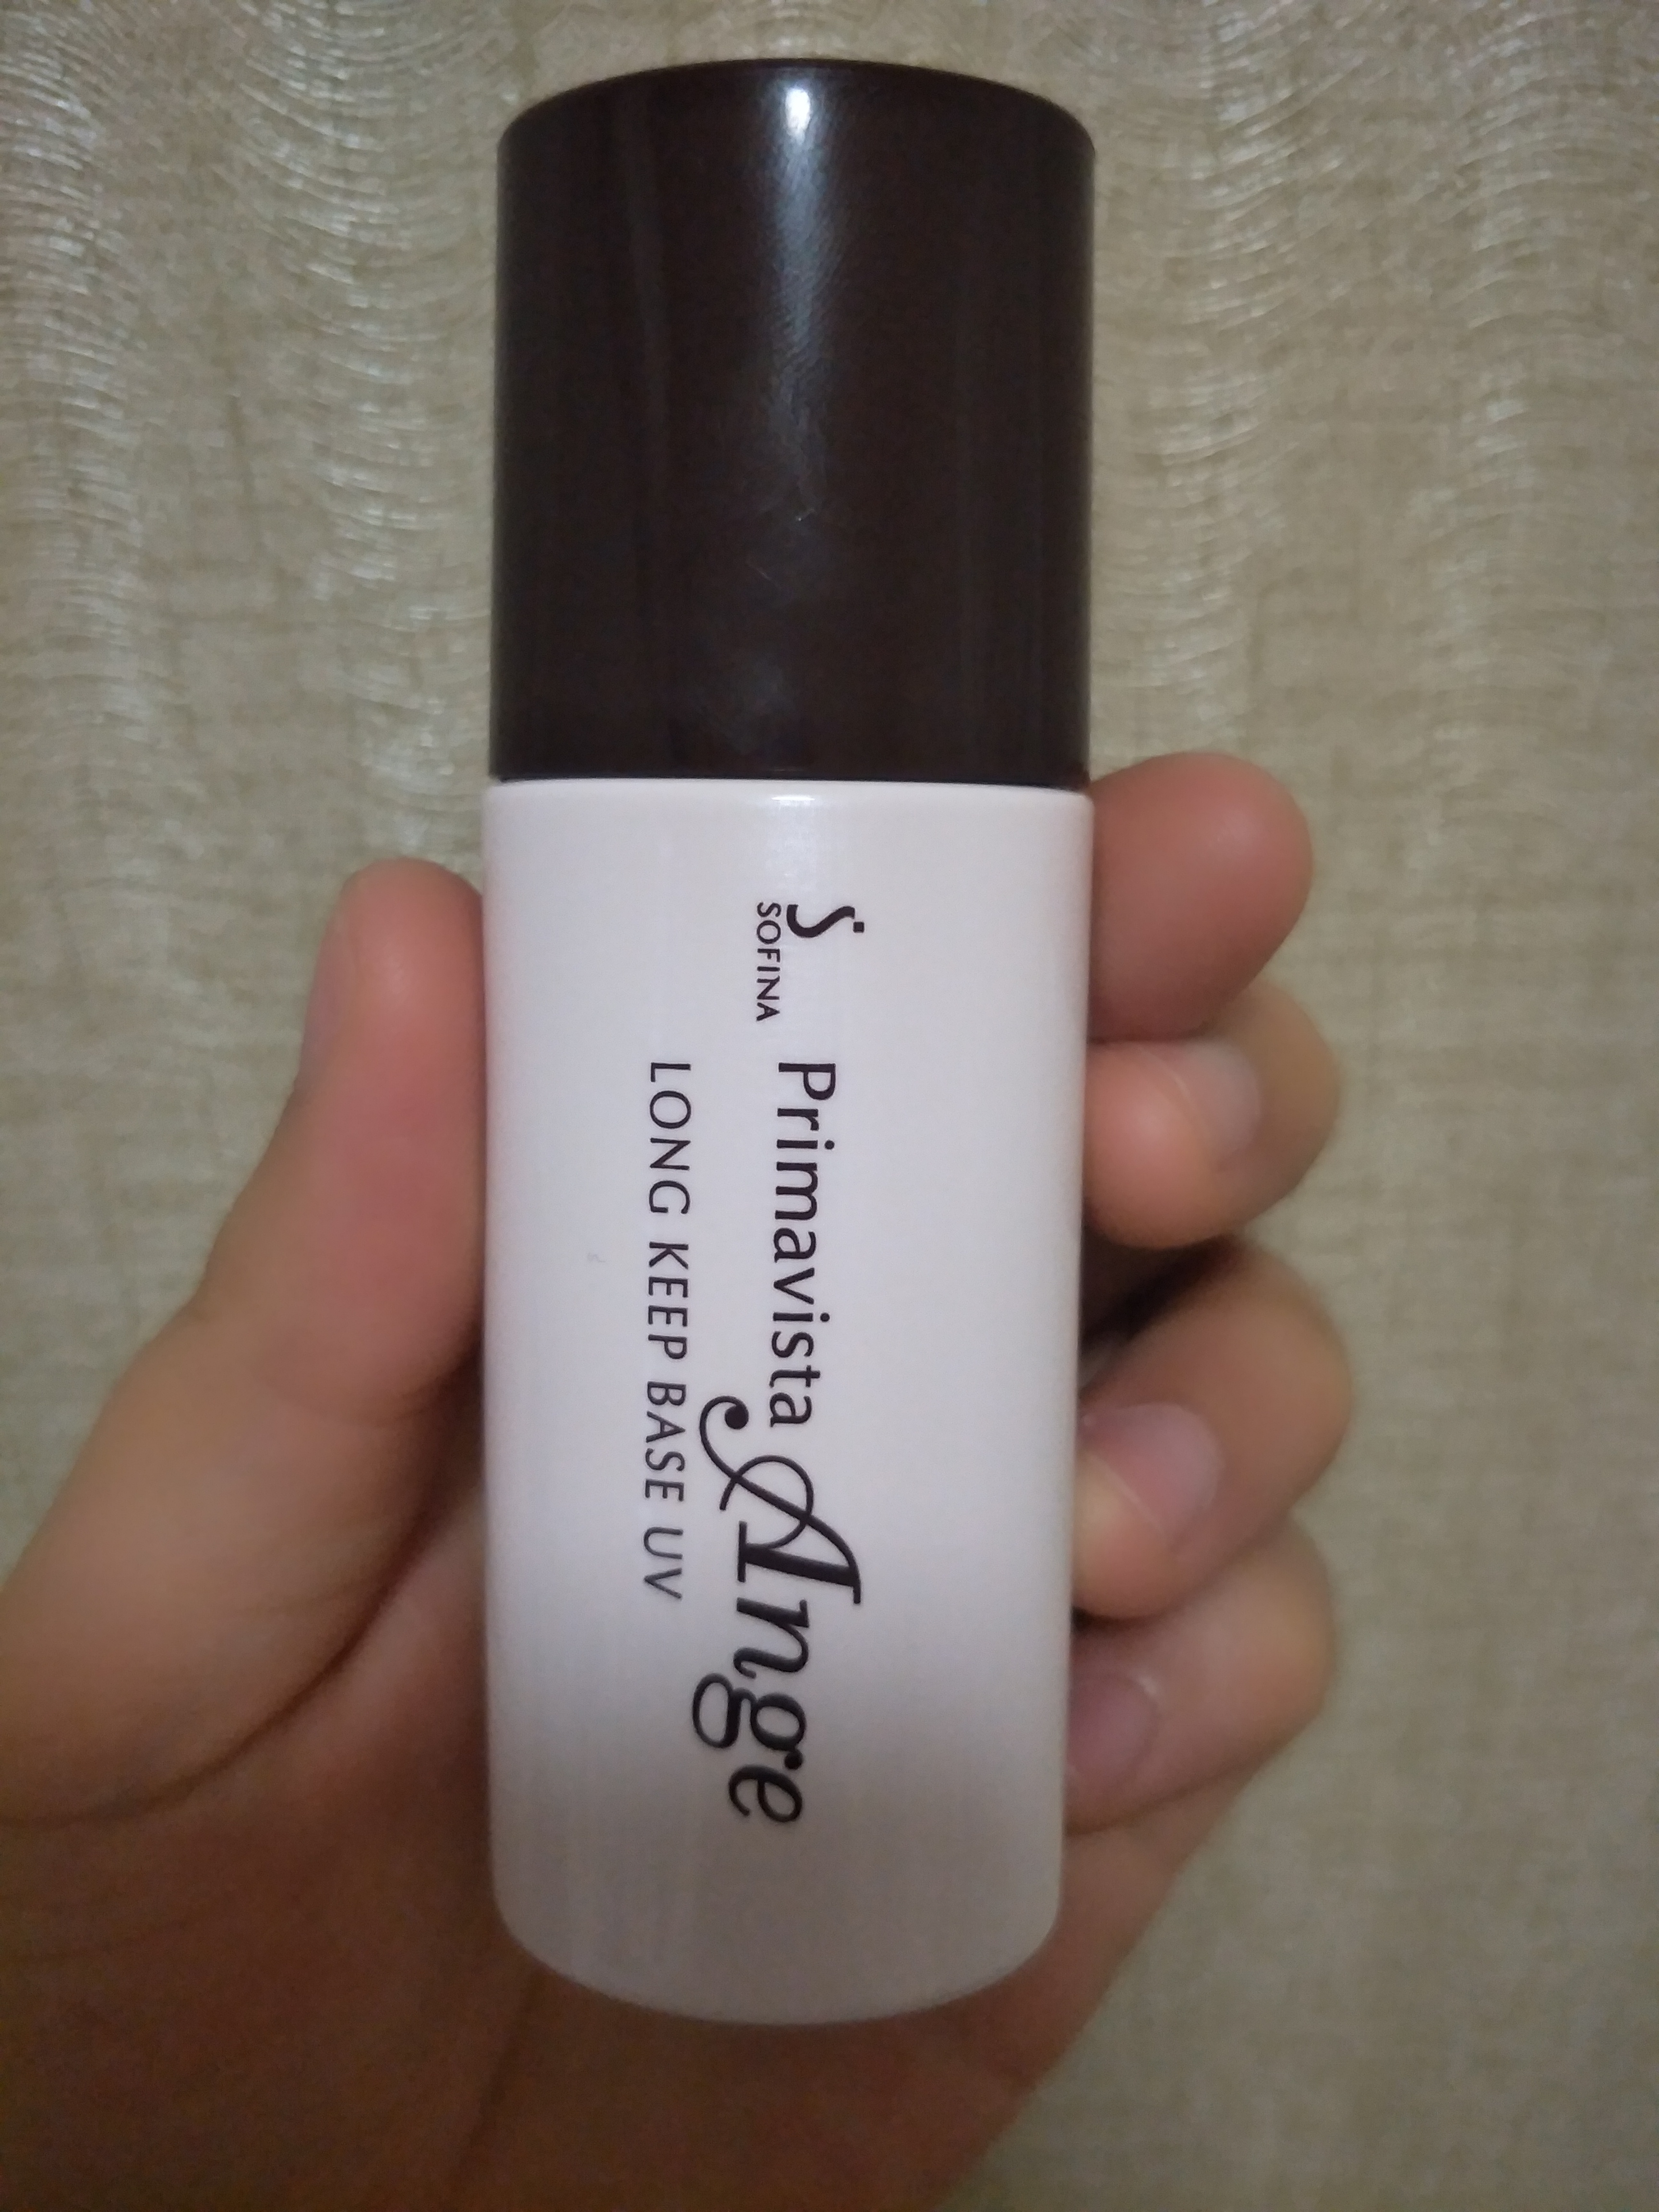 SOFINA
Primavista Ange
LONG KEEP BASE UV